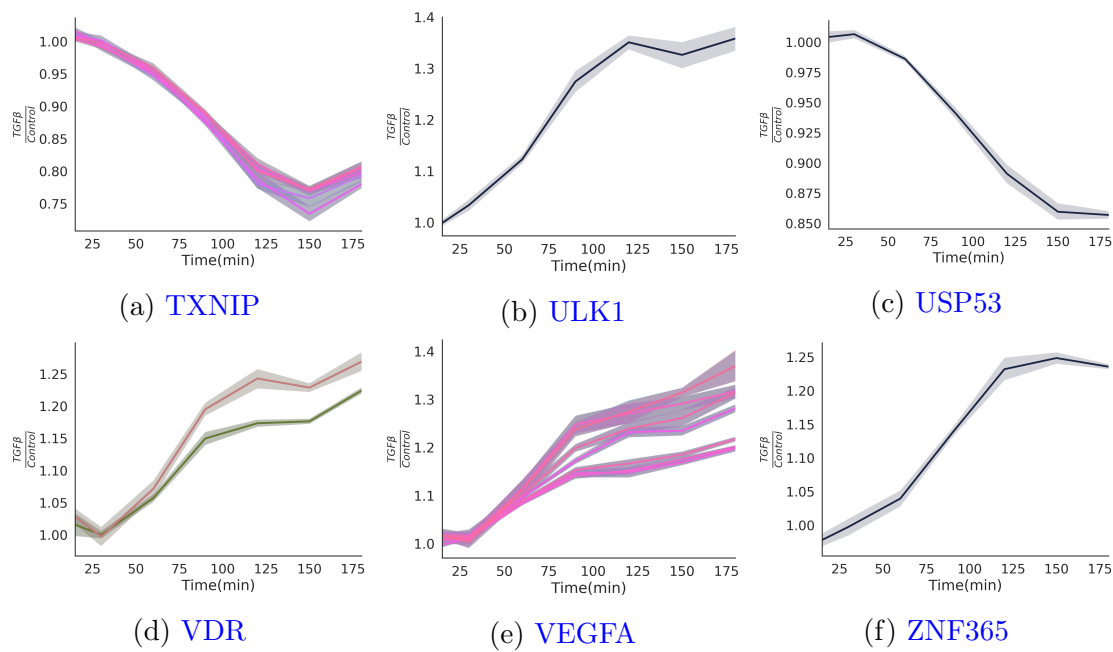 1.00
0.95
0.90
0.85
0.80
0.75
TGFβ
Control
25 50 75 100 125 150 175
Time(min)
(a) TXNIP
1.4
1.3
1.2
1.1
1.0
TGFβ
Control
25 50 75 100 125 150 175
Time(min)
(b) ULK1
1.000
0.975
0.950
0.925
0.900
0.875
0.850
TGFβ
Control
25 50 75 100 125 150 175
Time(min)
(c) USP53
1.25
1.20
1.15
1.10
1.05
1.00
TGFβ
Control
25 50 75 100 125 150 175
Time(min)
(d) VDR
1.4
1.3
1.2
1.1
1.0
TGFβ
Control
25 50 75 100 125 150 175
Time(min)
(e) VEGFA
1.25
1.20
1.15
1.10
1.05
1.00
TGFβ
Control
25 50 75 100 125 150 175
Time(min)
(f) ZNF365